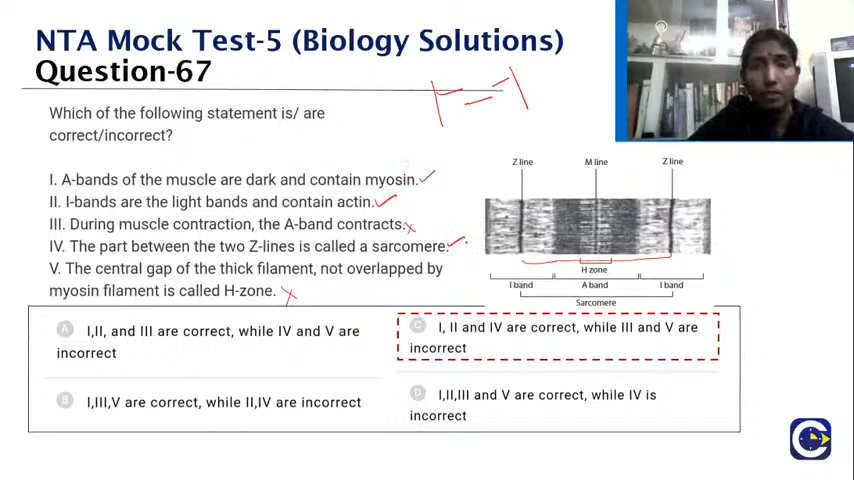 NTA Mock Test-5 (Biology Solutions)
Question-67
Which of the following statement is/ are
correct/incorrect?
I. A-bands of the muscle are dark and contain myosin.
II. I-bands are the light bands and contain actin.
III. During muscle contraction, the A-band contracts.
IV. The part between the two Z-lines is called a sarcomere.
V. The central gap of the thick filament, not overlapped by
myosin filament is called H-zone.
Z line M line Z line
H zone
I band A band I band
Sarcomere
A I,II, and III are correct, while IV and V are
incorrect
B I,III,V are correct, while II,IV are incorrect
C I, II and IV are correct, while III and V are
incorrect
D I,II,III and V are correct, while IV is
incorrect